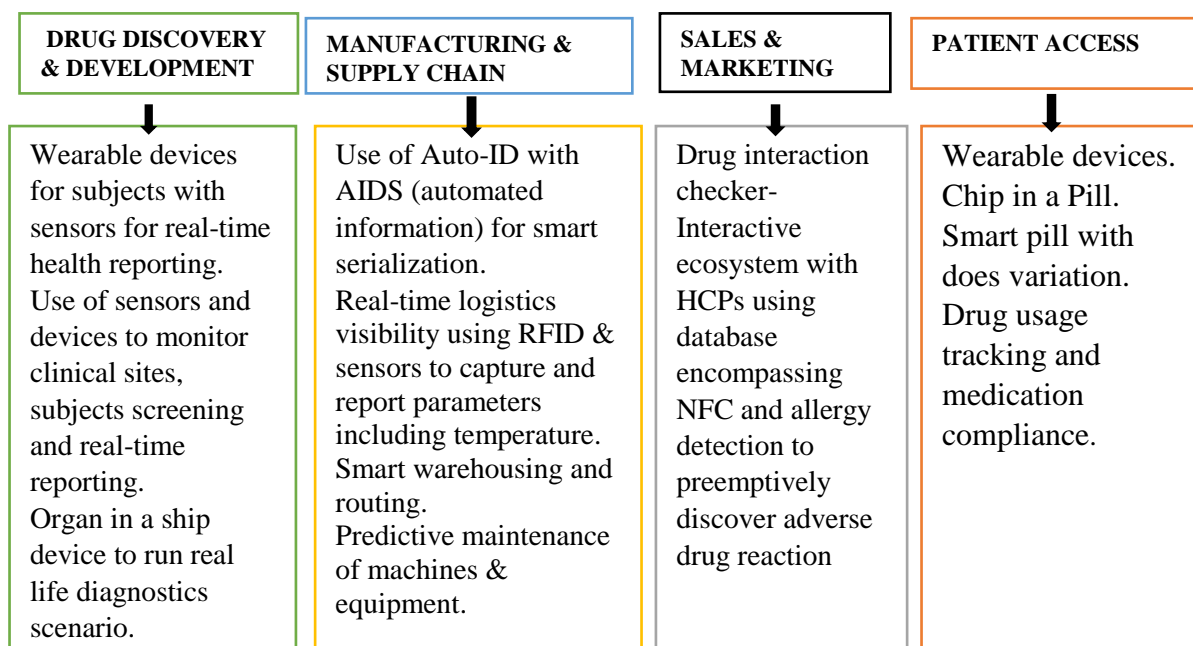 DRUG DISCOVERY
& DEVELOPMENT
MANUFACTURING &
SUPPLY CHAIN
SALES &
MARKETING
PATIENT ACCESS
Wearable devices
for subjects with
sensors for real-time
health reporting.
Use of sensors and
devices to monitor
clinical sites,
subjects screening
and real-time
reporting.
Organ in a ship
device to run real
life diagnostics
scenario.
Use of Auto-ID with
AIDS (automated
information) for smart
serialization.
Real-time logistics
visibility using RFID &
sensors to capture and
report parameters
including temperature.
Smart warehousing and
routing.
Predictive maintenance
of machines &
equipment.
Drug interaction
checker-
Interactive
ecosystem with
HCPs using
database
encompassing
NFC and allergy
detection to
preemptively
discover adverse
drug reaction
Wearable devices.
Chip in a Pill.
Smart pill with
does variation.
Drug usage
tracking and
medication
compliance.